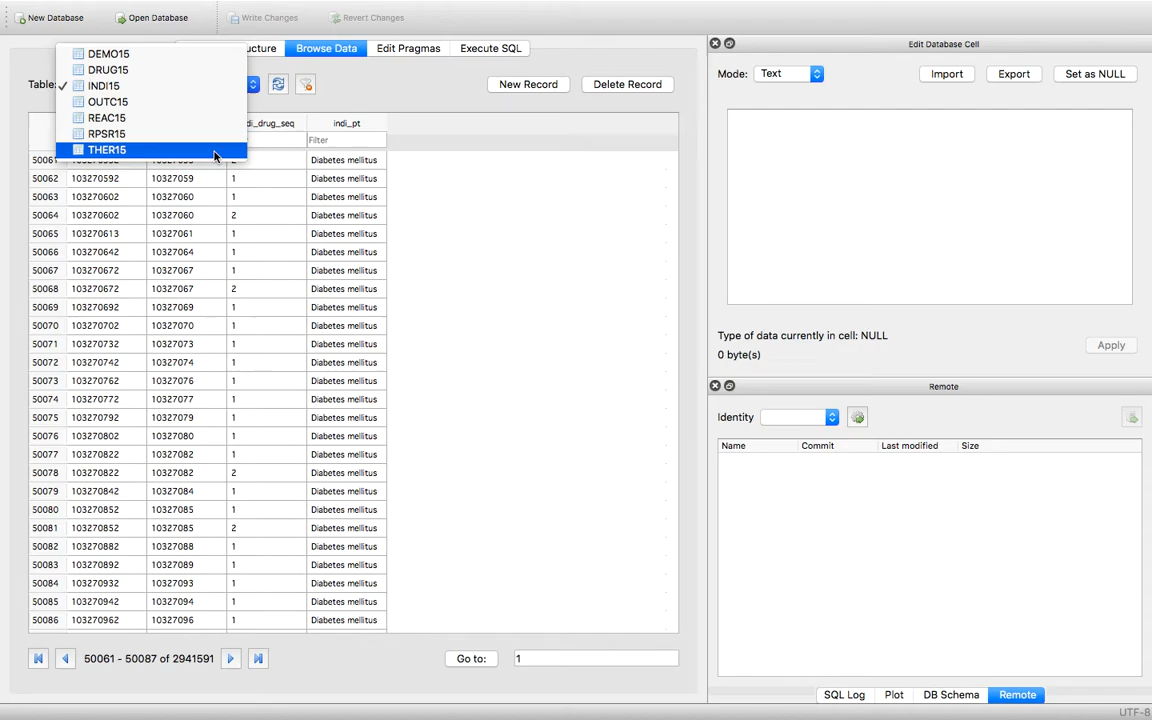 New Database Open Database Write Changes Revert Changes
ucture Browse Data Edit Pragmas Execute SQL
Table:
DEMO15
DRUG15
✓ INDI15
OUTC15
REAC15
RPSR15
THER15
New Record Delete Record
di_drug_seq indi_pt
Filter
50061 Diabetes mellitus
50062 103270592 10327059 1 Diabetes mellitus
50063 103270602 10327060 1 Diabetes mellitus
50064 103270602 10327060 2 Diabetes mellitus
50065 103270613 10327061 1 Diabetes mellitus
50066 103270642 10327064 1 Diabetes mellitus
50067 103270672 10327067 1 Diabetes mellitus
50068 103270672 10327067 2 Diabetes mellitus
50069 103270692 10327069 1 Diabetes mellitus
50070 103270702 10327070 1 Diabetes mellitus
50071 103270732 10327073 1 Diabetes mellitus
50072 103270742 10327074 1 Diabetes mellitus
50073 103270762 10327076 1 Diabetes mellitus
50074 103270772 10327077 1 Diabetes mellitus
50075 103270792 10327079 1 Diabetes mellitus
50076 103270802 10327080 1 Diabetes mellitus
50077 103270822 10327082 1 Diabetes mellitus
50078 103270822 10327082 2 Diabetes mellitus
50079 103270842 10327084 1 Diabetes mellitus
50080 103270852 10327085 1 Diabetes mellitus
50081 103270852 10327085 2 Diabetes mellitus
50082 103270882 10327088 1 Diabetes mellitus
50083 103270892 10327089 1 Diabetes mellitus
50084 103270932 10327093 1 Diabetes mellitus
50085 103270942 10327094 1 Diabetes mellitus
50086 103270962 10327096 1 Diabetes mellitus
50061 - 50087 of 2941591 Go to: 1
Edit Database Cell
Mode: Text Import Export Set as NULL
Type of data currently in cell: NULL
0 byte(s)
Apply
Remote
Identity
Name Commit Last modified Size
SQL Log Plot DB Schema Remote
UTF-8